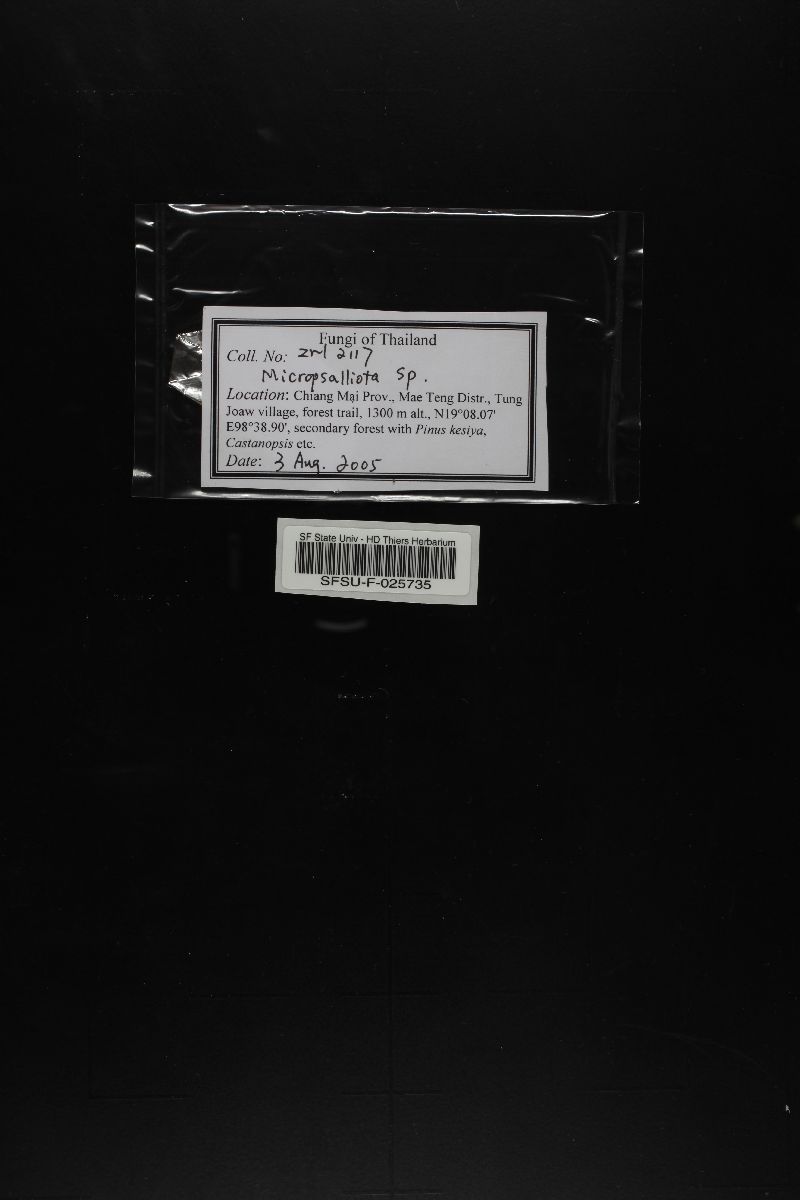 Fungi of Thailand
Coll. No: zrl 2117
Micropsalliota sp.
Location: Chiang Mai Prov., Mae Teng Distr., Tung
Joaw village, forest trail, 1300 m alt., N19°08.07'
E98°38.90', secondary forest with Pinus kesiya,
Castanopsis etc.
Date: 3 Aug. 2005
SF State Univ - HD Thiers Herbarium
SFSU-F-025735